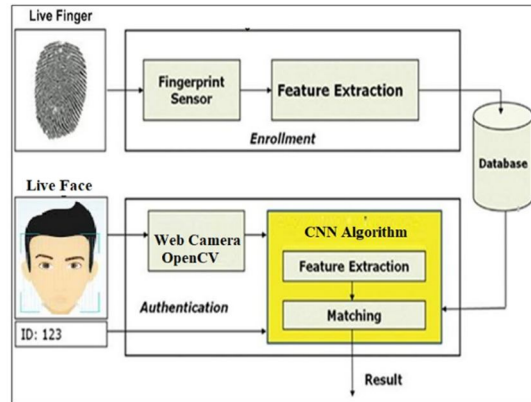 Live Finger
Fingerprint
Sensor
Feature Extraction
Enrollment
Database
Live Face
Web Camera
OpenCV
CNN Algorithm
Feature Extraction
Authentication
Matching
ID: 123
Result